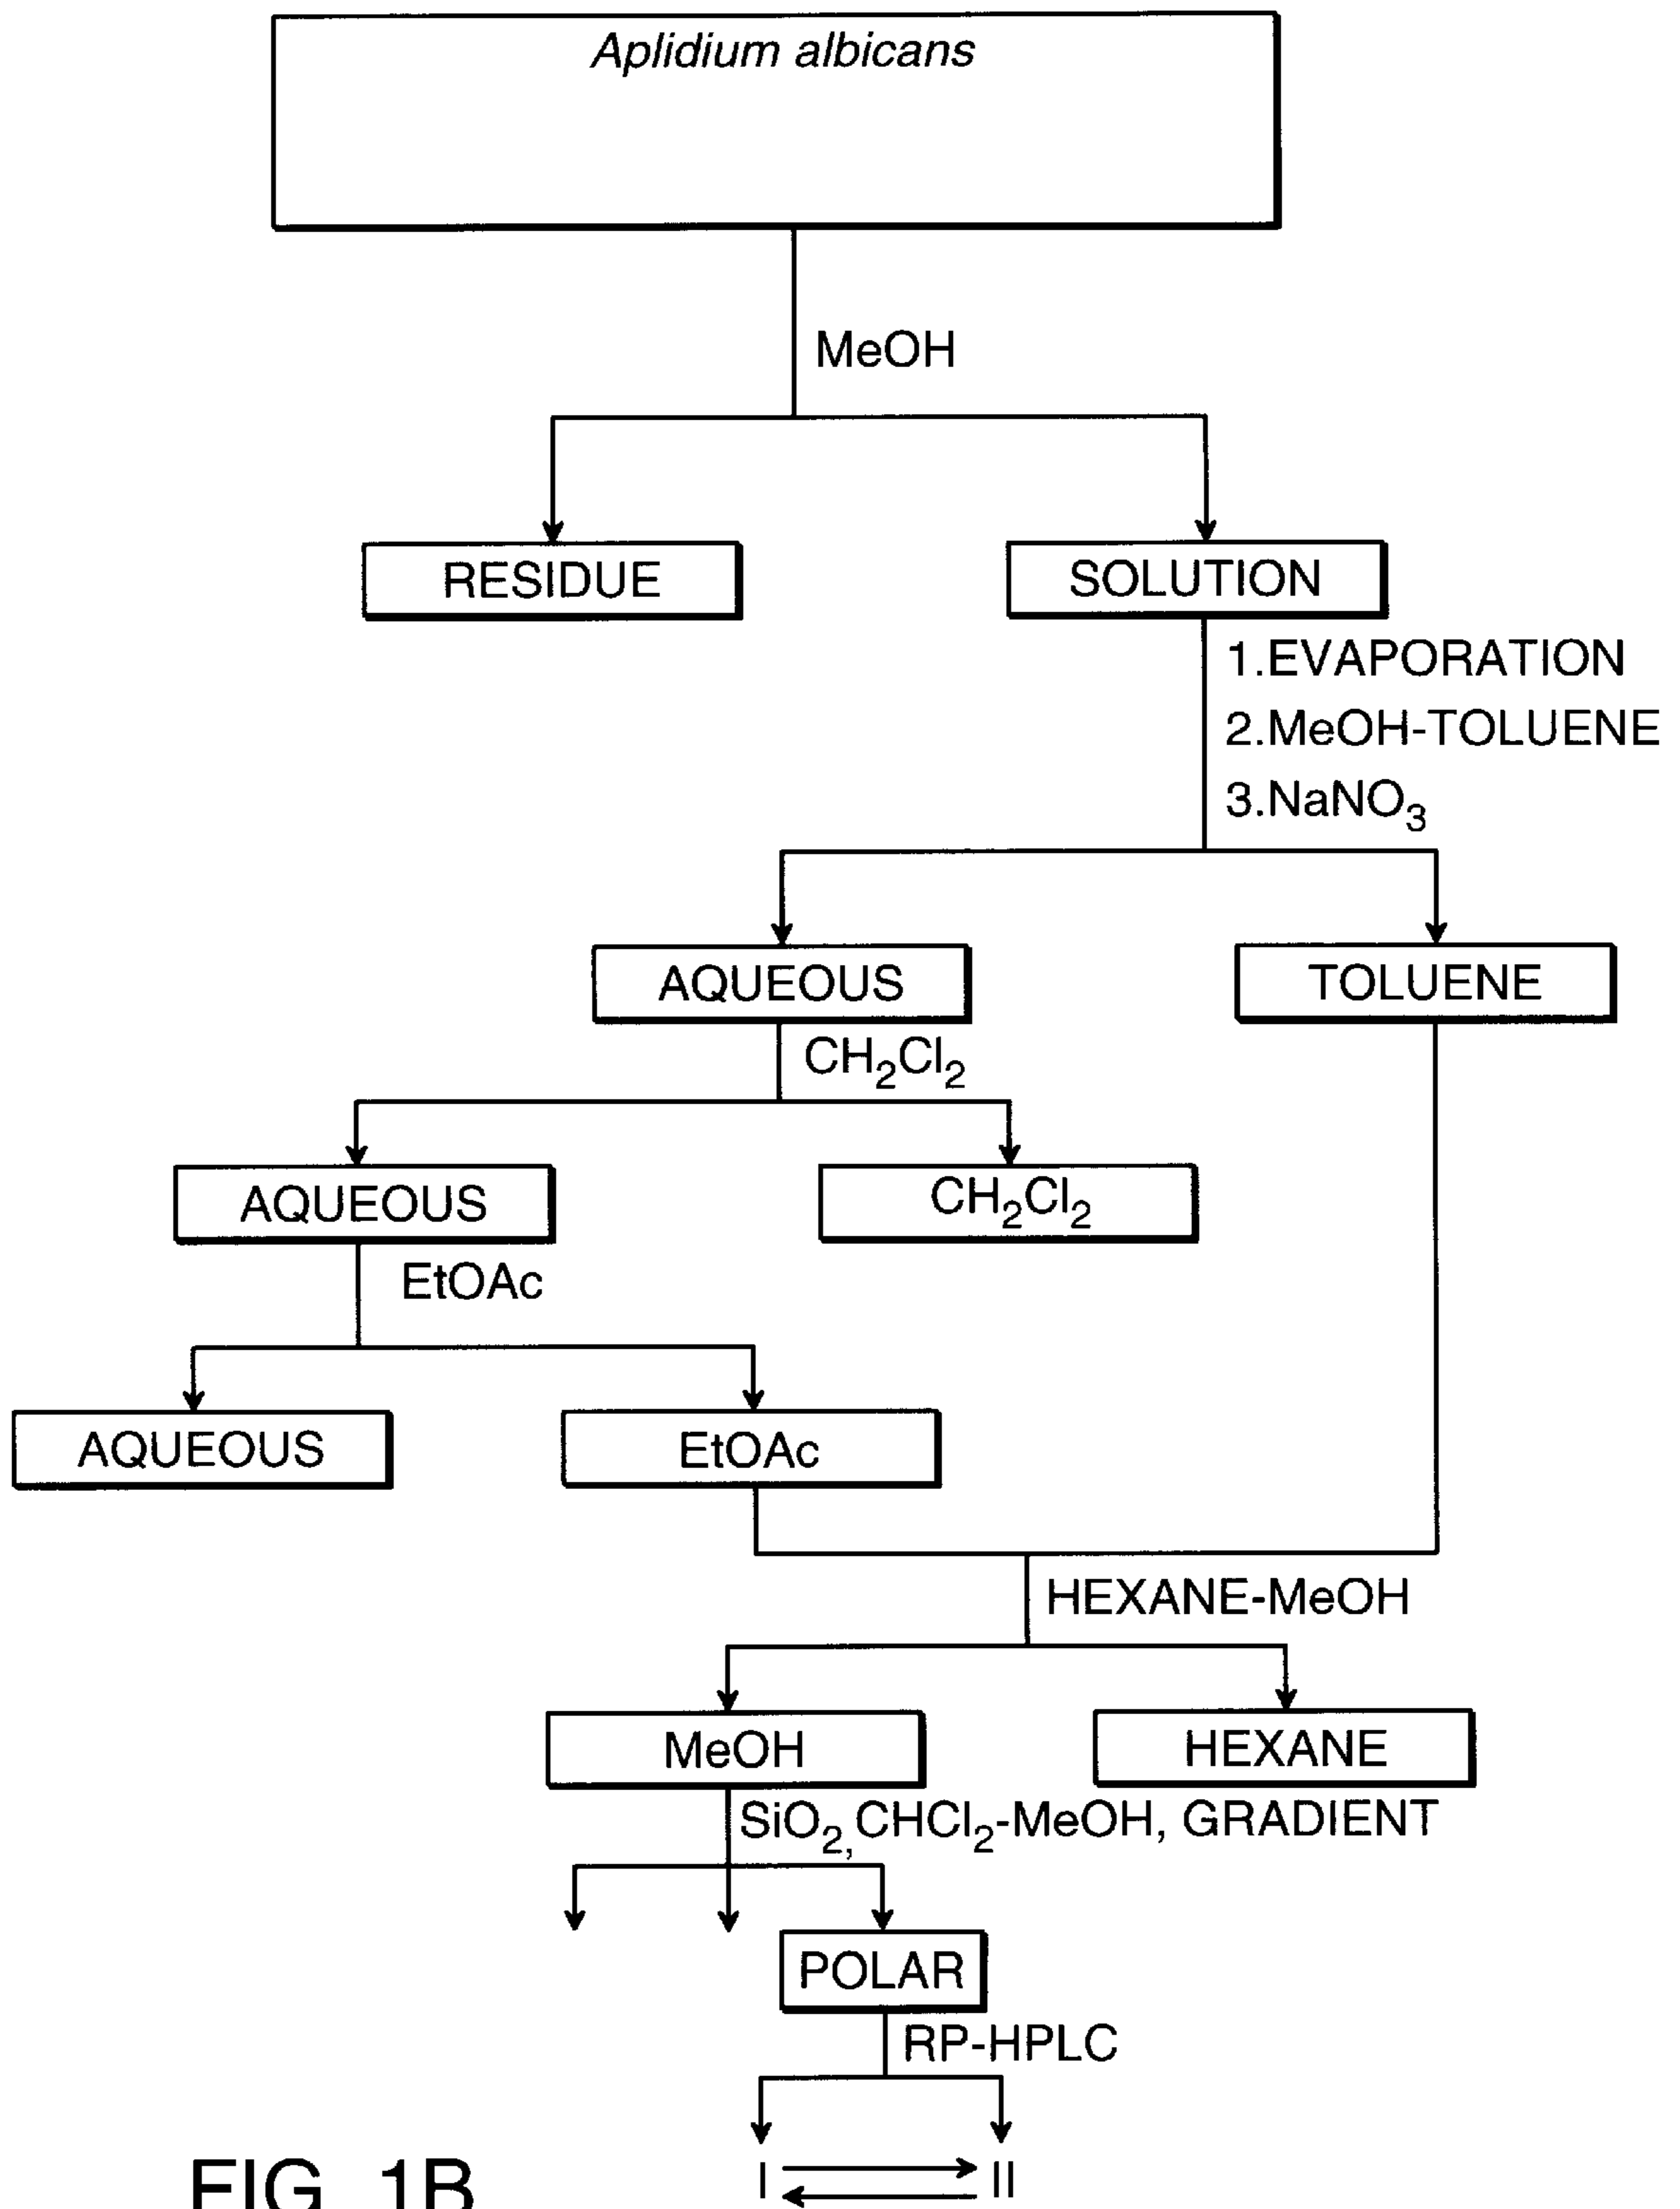 Aplidium albicans
MeOH
RESIDUE
SOLUTION
1.EVAPORATION
2.MeOH-TOLUENE
3.NaNO3
AQUEOUS
TOLUENE
CH2Cl2
AQUEOUS
CH2Cl2
EtOAc
AQUEOUS
EtOAc
HEXANE-MeOH
MeOH
HEXANE
SiO2, CHCl2-MeOH, GRADIENT
POLAR
RP-HPLC
I II
FIG. 1B